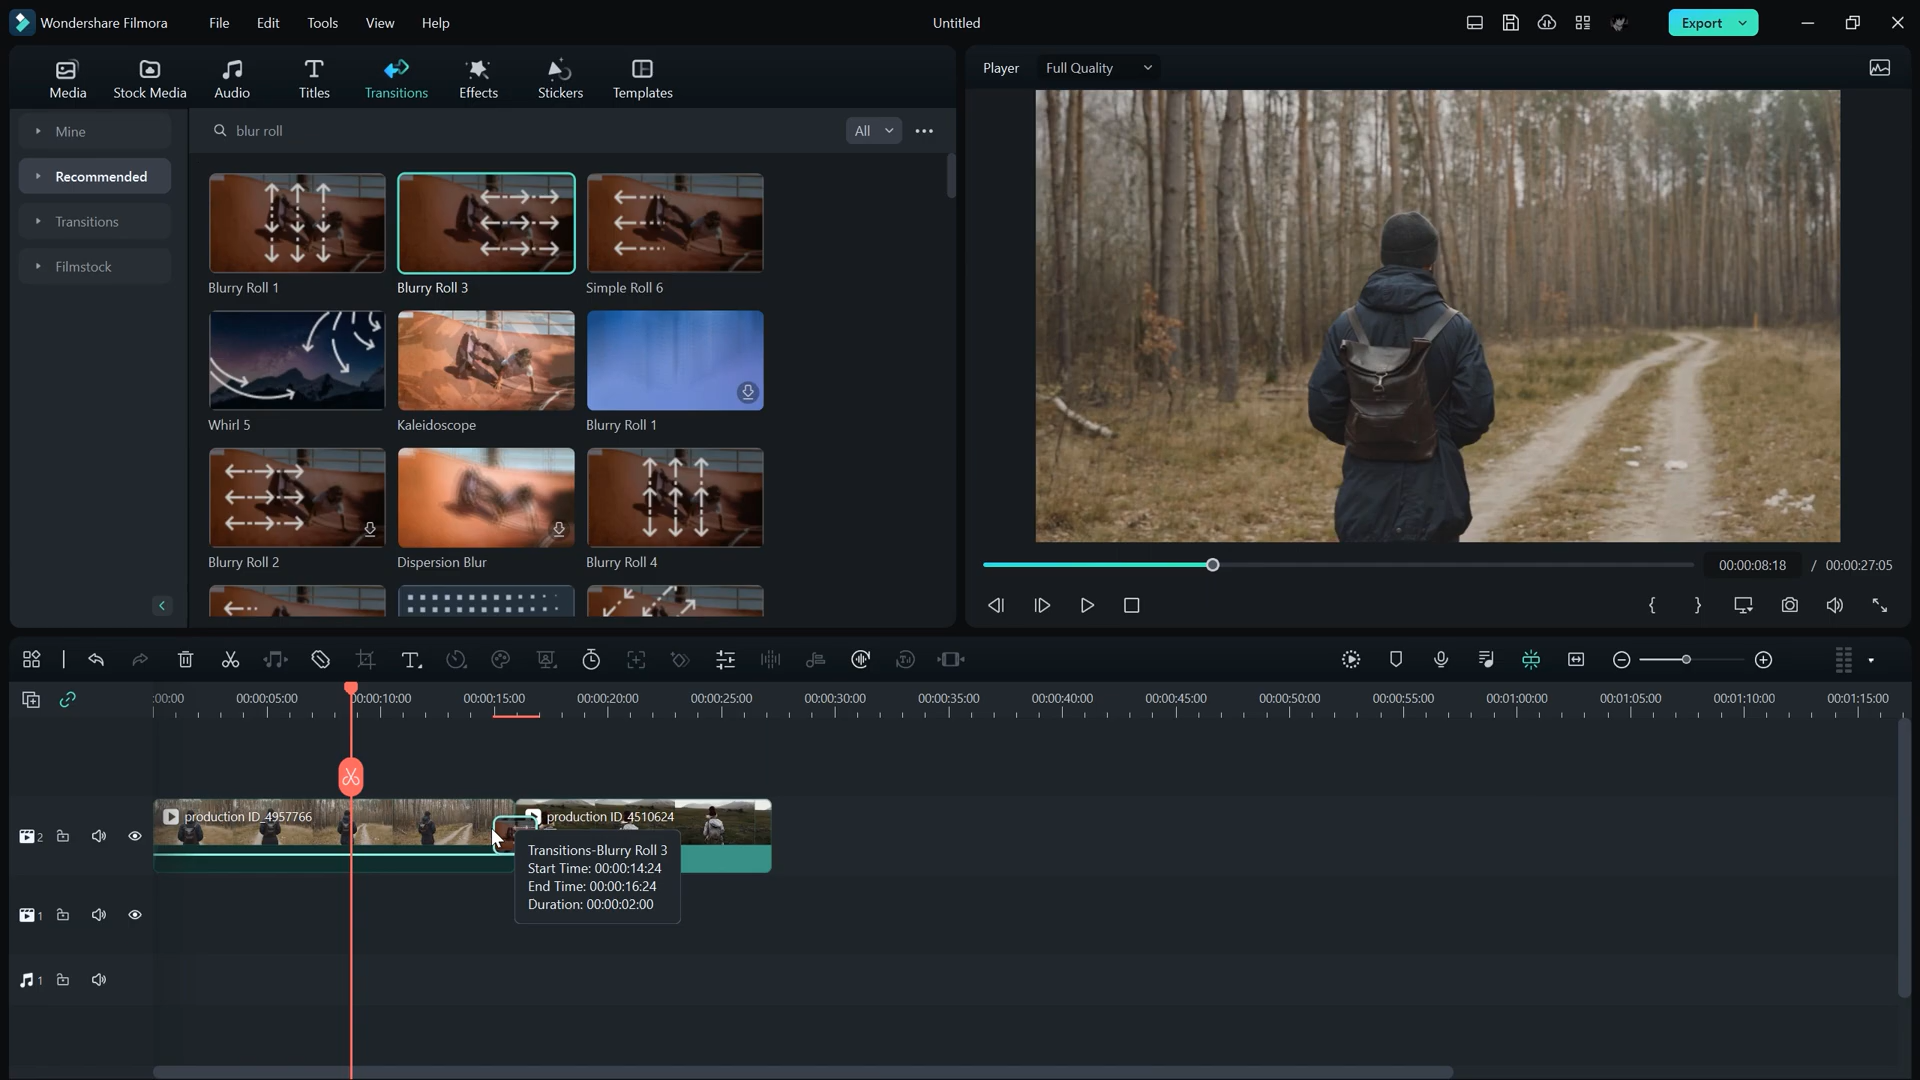 Wondershare Filmora File Edit Tools View Help Untitled Export
Media Stock Media Audio Titles Transitions Effects Stickers Templates
Player Full Quality
Mine
Recommended
Transitions
Filmstock
blur roll All
Blurry Roll 1 Blurry Roll 3 Simple Roll 6
Whirl 5 Kaleidoscope Blurry Roll 1
Blurry Roll 2 Dispersion Blur Blurry Roll 4
00:00:08:18 / 00:00:27:05
:00:00 00:00:05:00 00:00:10:00 00:00:15:00 00:00:20:00 00:00:25:00 00:00:30:00 00:00:35:00 00:00:40:00 00:00:45:00 00:00:50:00 00:00:55:00 00:01:00:00 00:01:05:00 00:01:10:00 00:01:15:00
production ID_4957766 production ID_4510624
2
Transitions-Blurry Roll 3
Start Time: 00:00:14:24
End Time: 00:00:16:24
Duration: 00:00:02:00
1
1